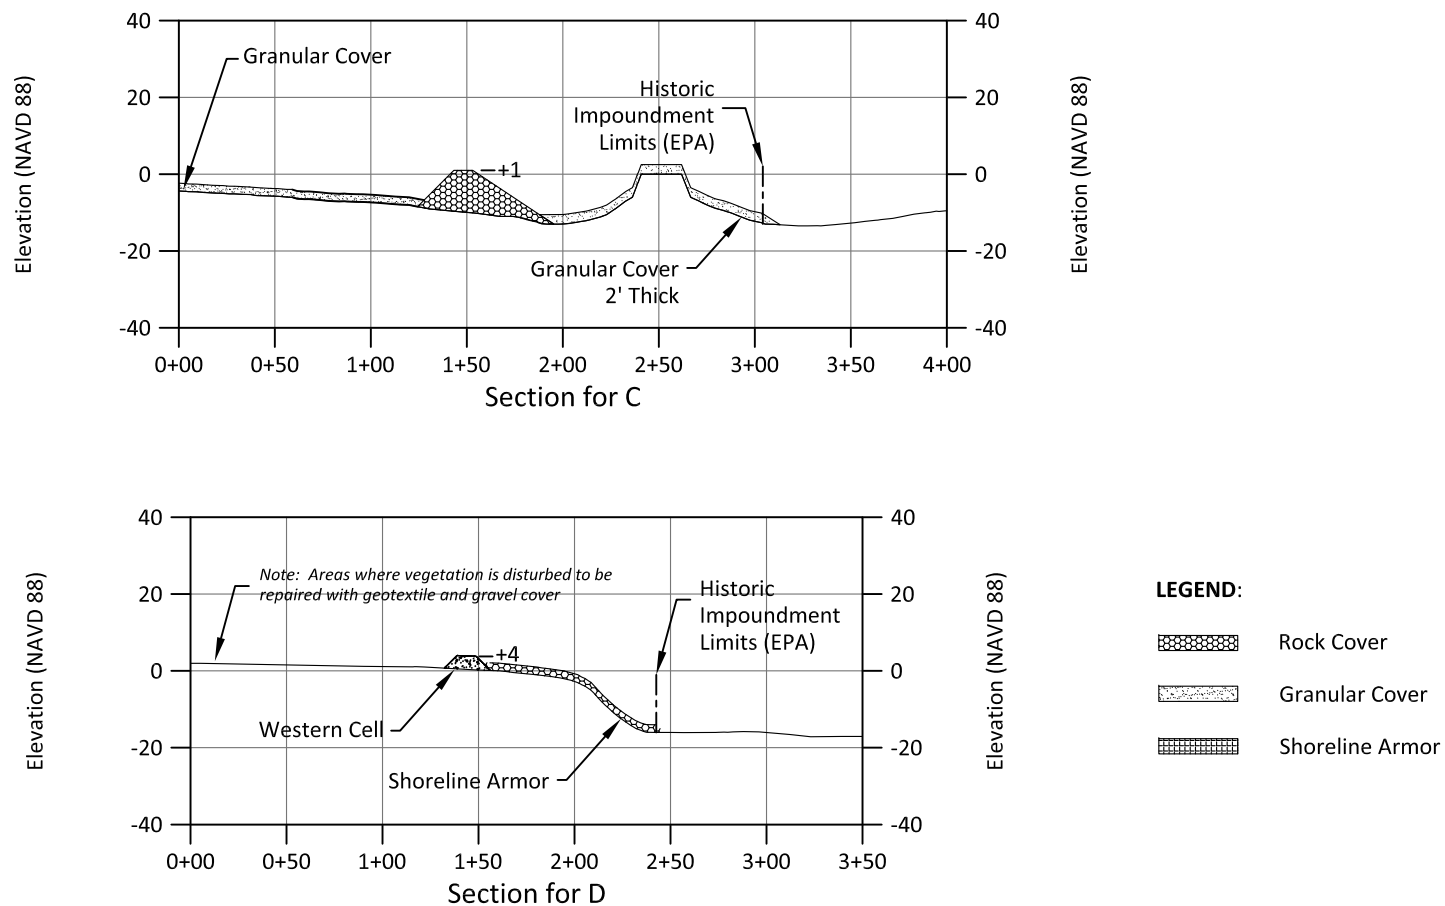 40
40
Granular Cover
20
20
Historic
Impoundment
Limits (EPA)
+1
0
0
Elevation (NAVD 88)
Elevation (NAVD 88)
-20
-20
Granular Cover
2' Thick
-40
-40
0+00 0+50 1+00 1+50 2+00 2+50 3+00 3+50 4+00
Section for C
40
40
Note: Areas where vegetation is disturbed to be
repaired with geotextile and gravel cover
20
20
Historic
Impoundment
Limits (EPA)
+4
0
0
Elevation (NAVD 88)
Elevation (NAVD 88)
Western Cell
-20
-20
Shoreline Armor
-40
-40
0+00 0+50 1+00 1+50 2+00 2+50 3+00 3+50
Section for D
LEGEND:
Rock Cover
Granular Cover
Shoreline Armor